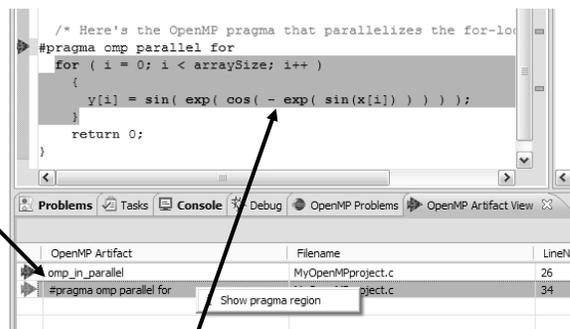 /* Here's the OpenMP pragma that parallelizes the for-loo
#pragma omp parallel for
for ( i = 0; i < arraySize; i++ )
{
y[i] = sin( exp( cos( - exp( sin(x[i]) ) ) ) );
}
return 0;
}
Problems Tasks Console Debug OpenMP Problems OpenMP Artifact View
OpenMP Artifact Filename LineN
omp_in_parallel MyOpenMPproject.c 26
#pragma omp parallel for ject.c 34
Show pragma region